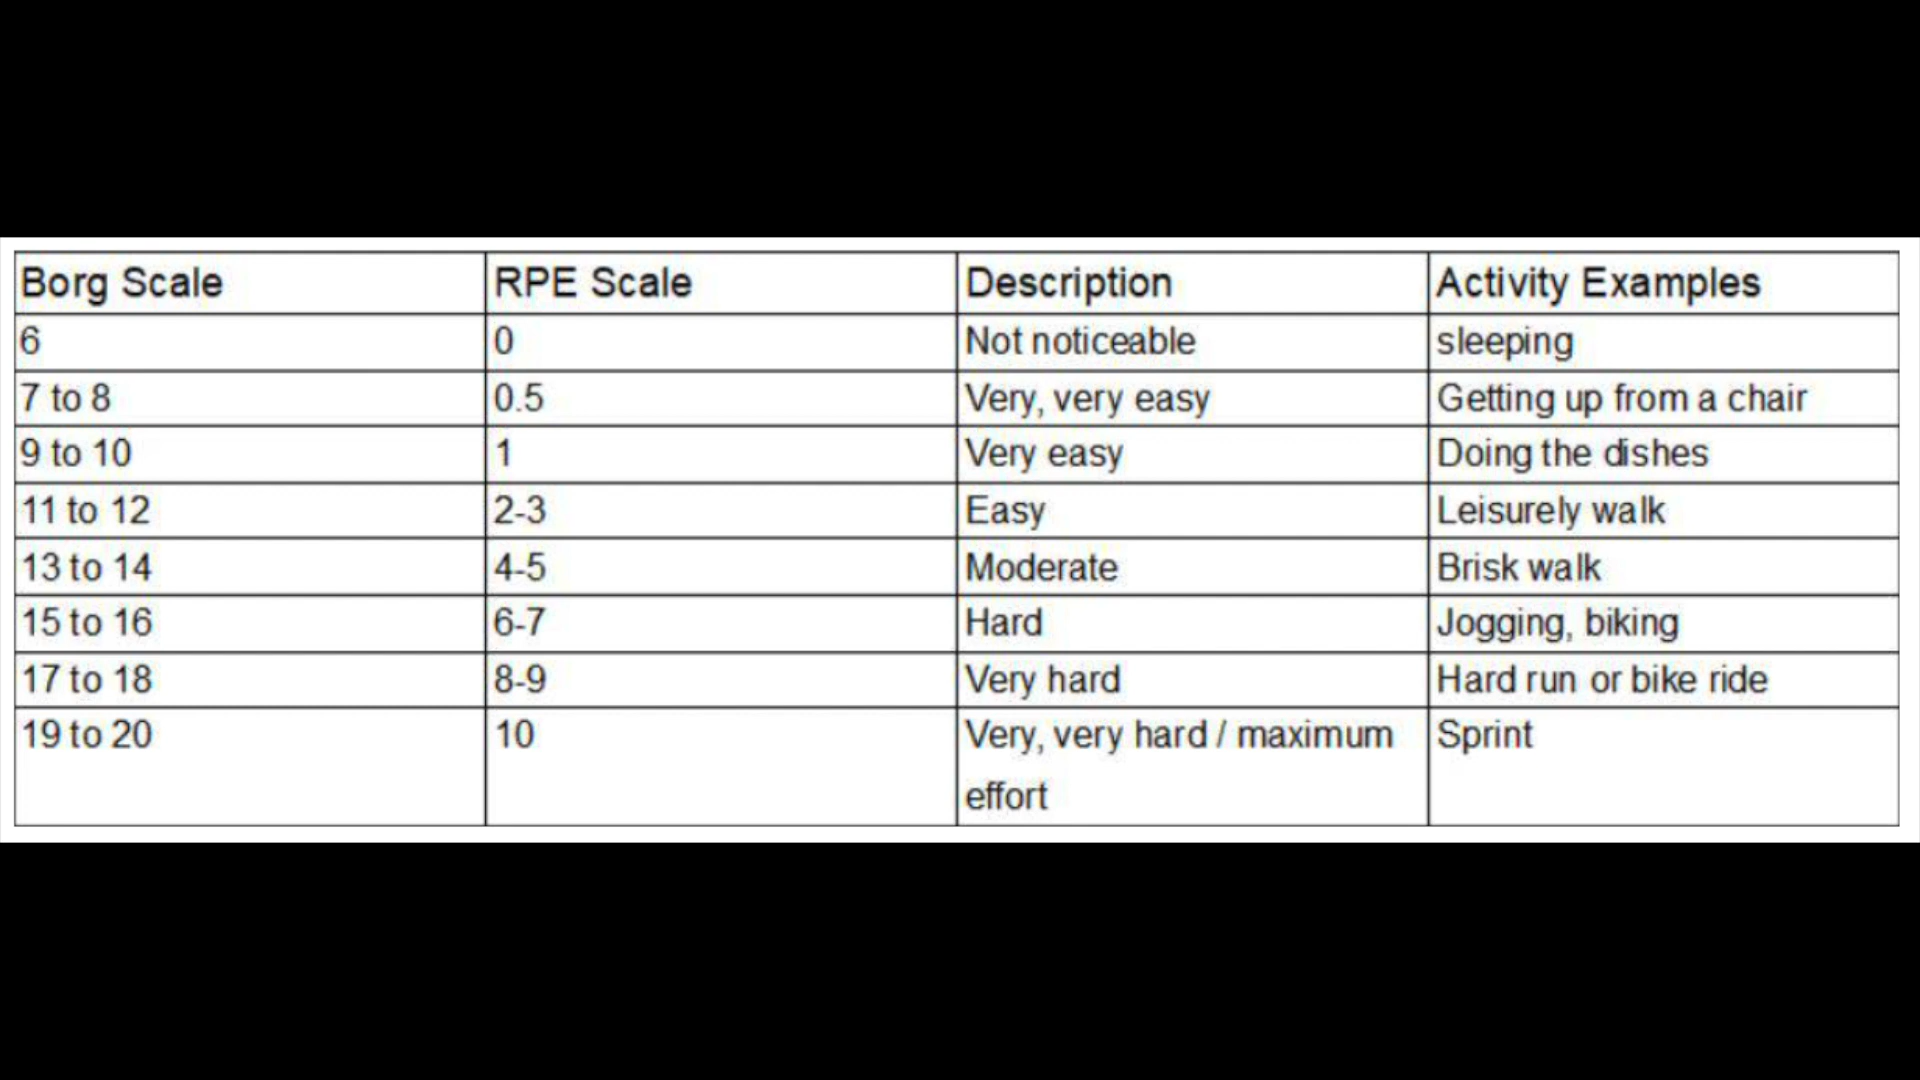 Borg Scale RPE Scale Description Activity Examples
6 0 Not noticeable sleeping
7 to 8 0.5 Very, very easy Getting up from a chair
9 to 10 1 Very easy Doing the dishes
11 to 12 2-3 Easy Leisurely walk
13 to 14 4-5 Moderate Brisk walk
15 to 16 6-7 Hard Jogging, biking
17 to 18 8-9 Very hard Hard run or bike ride
19 to 20 10 Very, very hard / maximum Sprint
effort